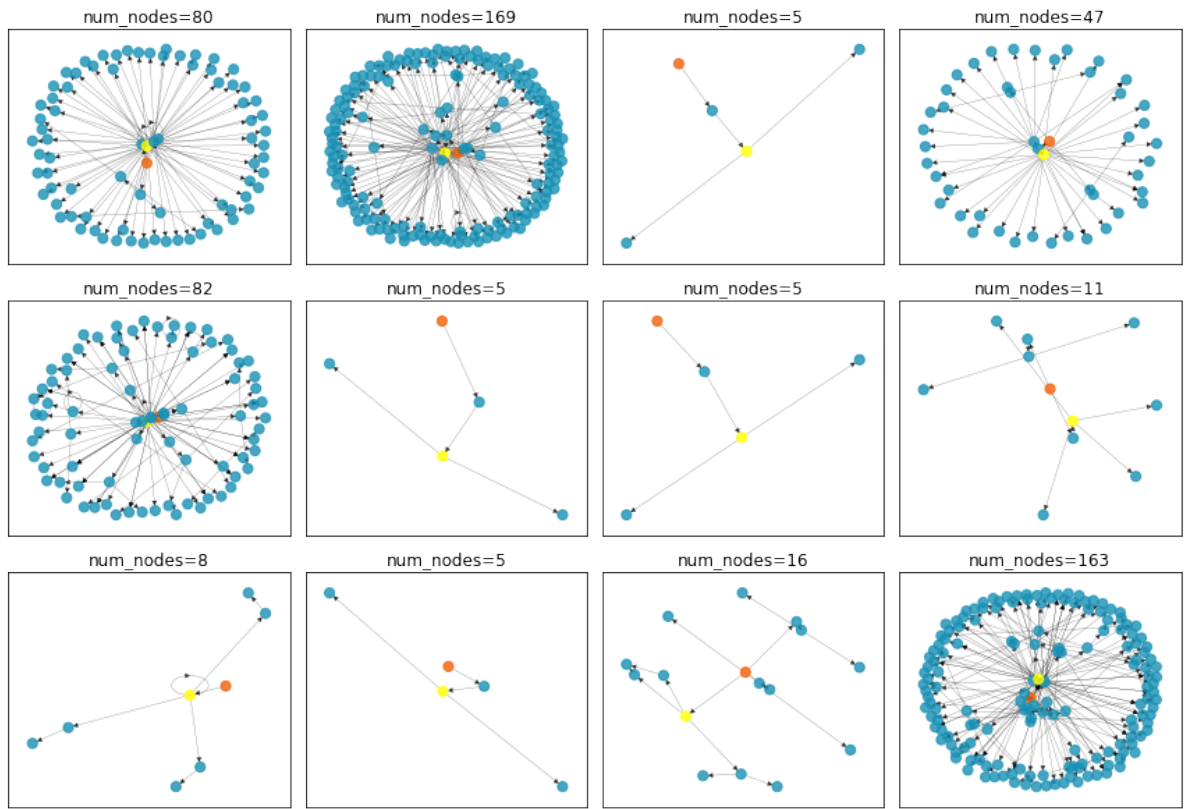 num_nodes=80
num_nodes=169
num_nodes=5
num_nodes=47
num_nodes=82
num_nodes=5
num_nodes=5
num_nodes=11
num_nodes=8
num_nodes=5
num_nodes=16
num_nodes=163